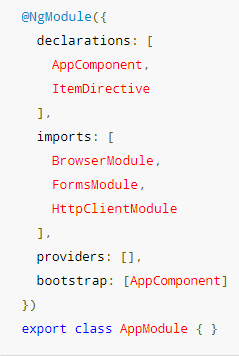 @NgModule({
  declarations: [
    AppComponent,
    ItemDirective
  ],
  imports: [
    BrowserModule,
    FormsModule,
    HttpClientModule
  ],
  providers: [],
  bootstrap: [AppComponent]
})
export class AppModule { }